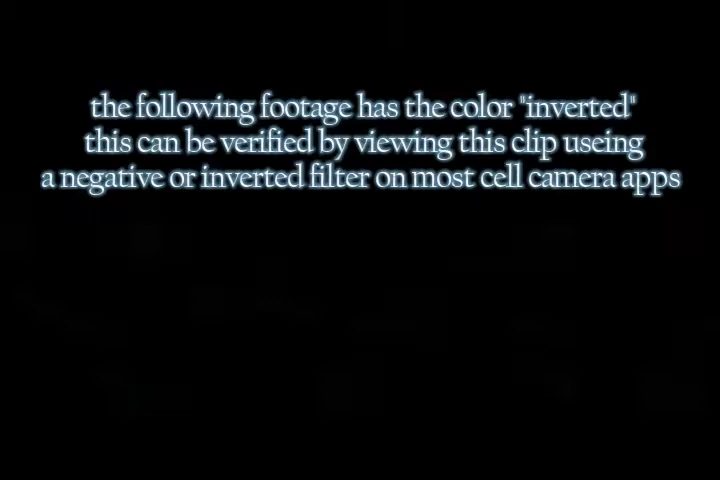 the following footage has the color "inverted"
this can be verified by viewing this clip useing
a negative or inverted filter on most cell camera apps